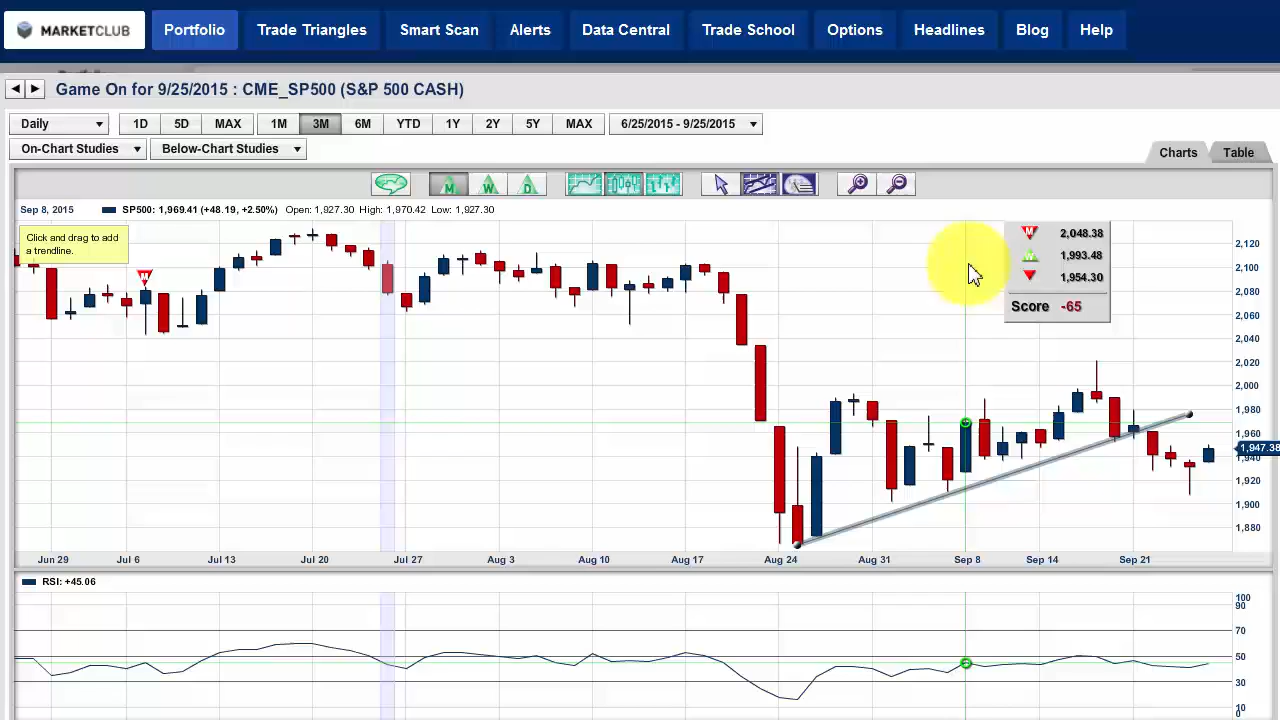 MARKETCLUB Portfolio Trade Triangles Smart Scan Alerts Data Central Trade School Options Headlines Blog Help
Game On for 9/25/2015 : CME_SP500 (S&P 500 CASH)
Daily 1D 5D MAX 1M 3M 6M YTD 1Y 2Y 5Y MAX 6/25/2015 - 9/25/2015
On-Chart Studies Below-Chart Studies
Charts Table
M W D
Sep 8, 2015 SP500: 1,969.41 (+48.19, +2.50%) Open: 1,927.30 High: 1,970.42 Low: 1,927.30
Click and drag to add
a trendline.
M
M 2,048.38
1,993.48
1,954.30
Score -65
2,120
2,100
2,080
2,060
2,040
2,020
2,000
1,980
1,960
1,947.38
1,940
1,920
1,900
1,880
Jun 29 Jul 6 Jul 13 Jul 20 Jul 27 Aug 3 Aug 10 Aug 17 Aug 24 Aug 31 Sep 8 Sep 14 Sep 21
RSI: +45.06
100
90
70
50
30
10
0